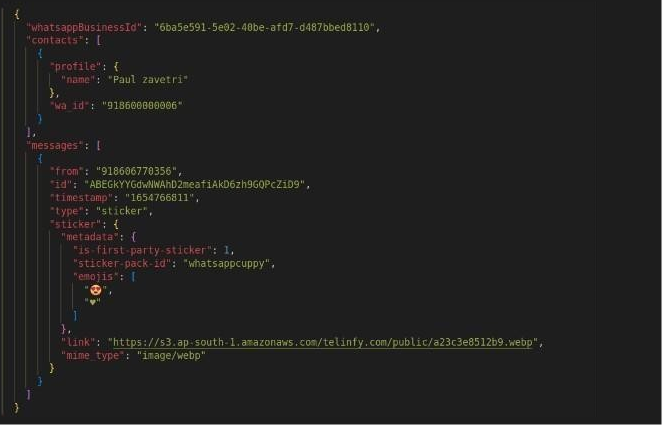 {
"whatsappBusinessId": "6ba5e591-5e02-40be-afd7-d487bbed8110",
"contacts": [
{
"profile": {
"name": "Paul zavetri"
},
"wa_id": "918600000006"
}
],
"messages": [
{
"from": "918606770356",
"id": "ABEGkYYGdwNWAhD2meafiAkD6zh9GQPcZiD9",
"timestamp": "1654766811",
"type": "sticker",
"sticker": {
"metadata": {
"is-first-party-sticker": 1,
"sticker-pack-id": "whatsappcuppy",
"emojis": [
"😍",
"♥"
]
},
"link": "https://s3.ap-south-1.amazonaws.com/telinfy.com/public/a23c3e8512b9.webp",
"mime_type": "image/webp"
}
}
]
}